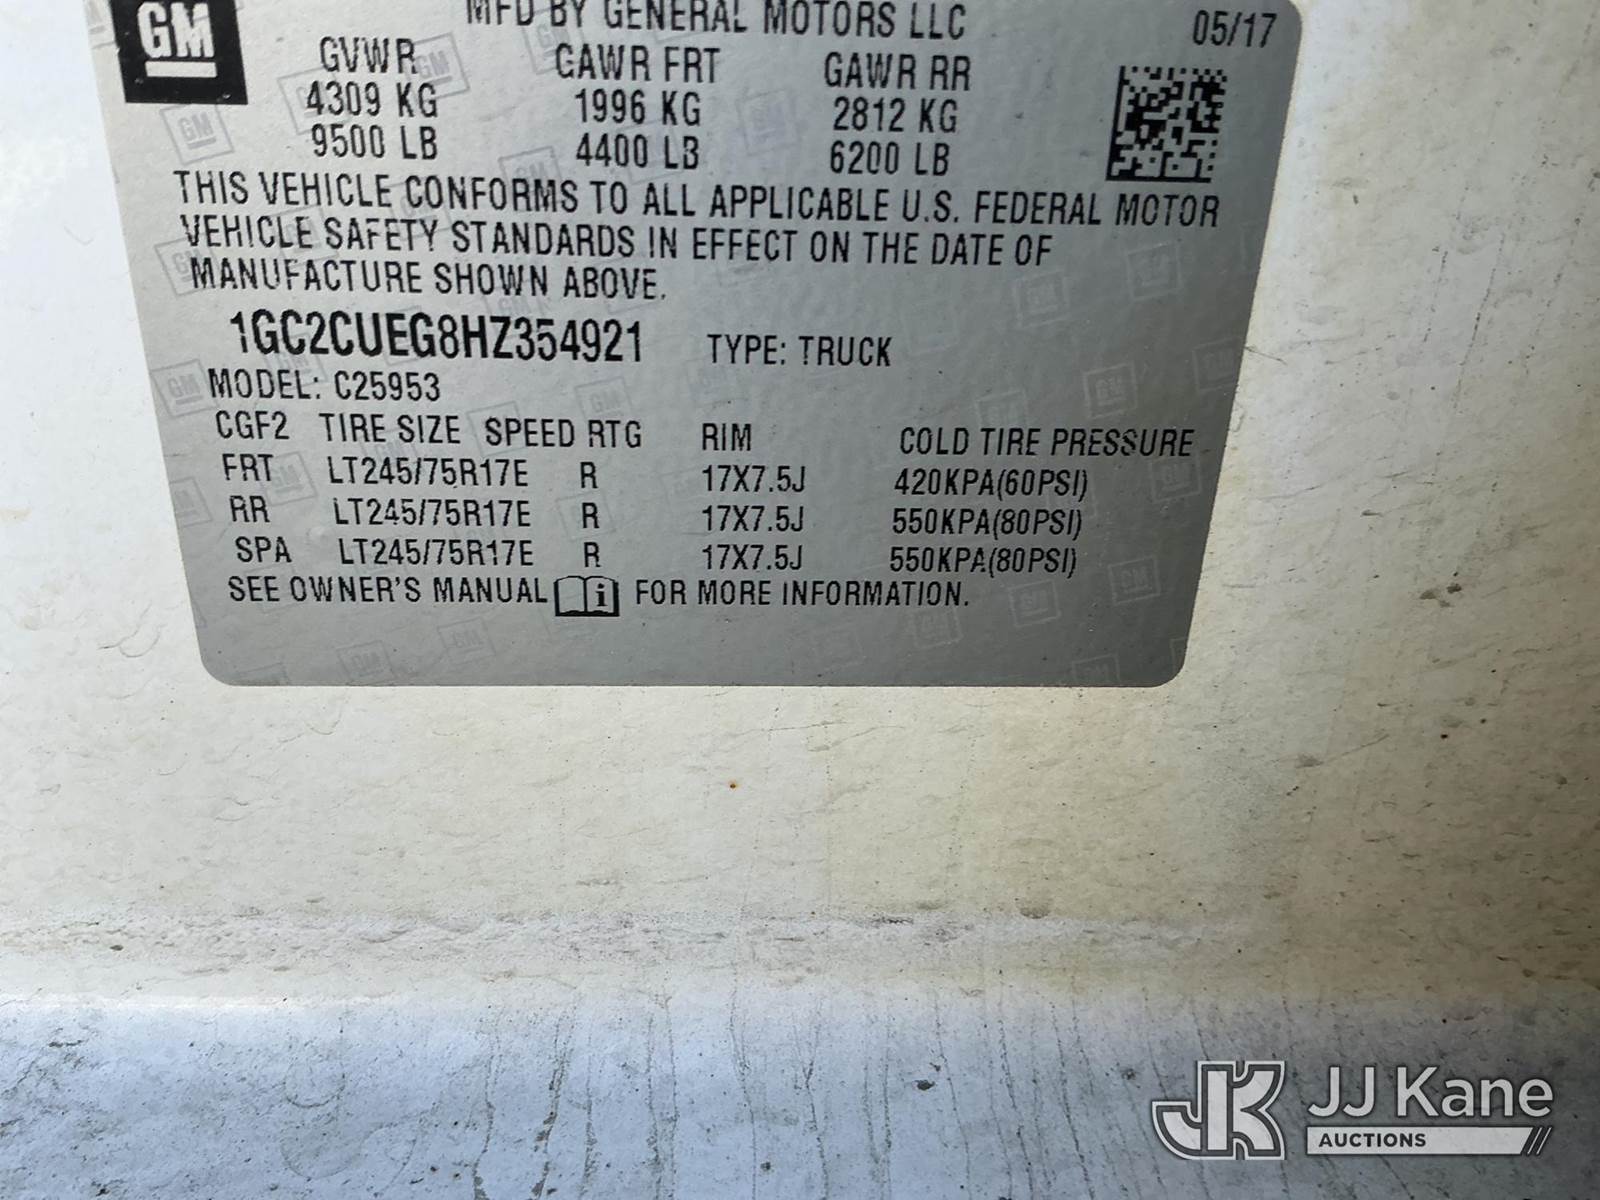 GM
MFD BY GENERAL MOTORS LLC 05/17
GVWR GAWR FRT GAWR RR
4309 KG 1996 KG 2812 KG
9500 LB 4400 LB 6200 LB
THIS VEHICLE CONFORMS TO ALL APPLICABLE U.S. FEDERAL MOTOR
VEHICLE SAFETY STANDARDS IN EFFECT ON THE DATE OF
MANUFACTURE SHOWN ABOVE.
1GC2CUEG8HZ354921 TYPE: TRUCK
MODEL: C25953
CGF2 TIRE SIZE SPEED RTG RIM COLD TIRE PRESSURE
FRT LT245/75R17E R 17X7.5J 420KPA(60PSI)
RR LT245/75R17E R 17X7.5J 550KPA(80PSI)
SPA LT245/75R17E R 17X7.5J 550KPA(80PSI)
SEE OWNER'S MANUAL i FOR MORE INFORMATION.
JK JJ Kane
AUCTIONS